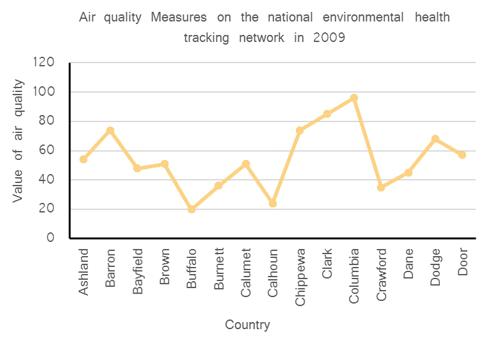 Air quality Measures on the national environmental health
tracking network in 2009
Value of air quality
120
100
80
60
40
20
0
Ashland
Barron
Bayfield
Brown
Buffalo
Burnett
Calumet
Calhoun
Chippewa
Clark
Columbia
Crawford
Dane
Dodge
Door
Country